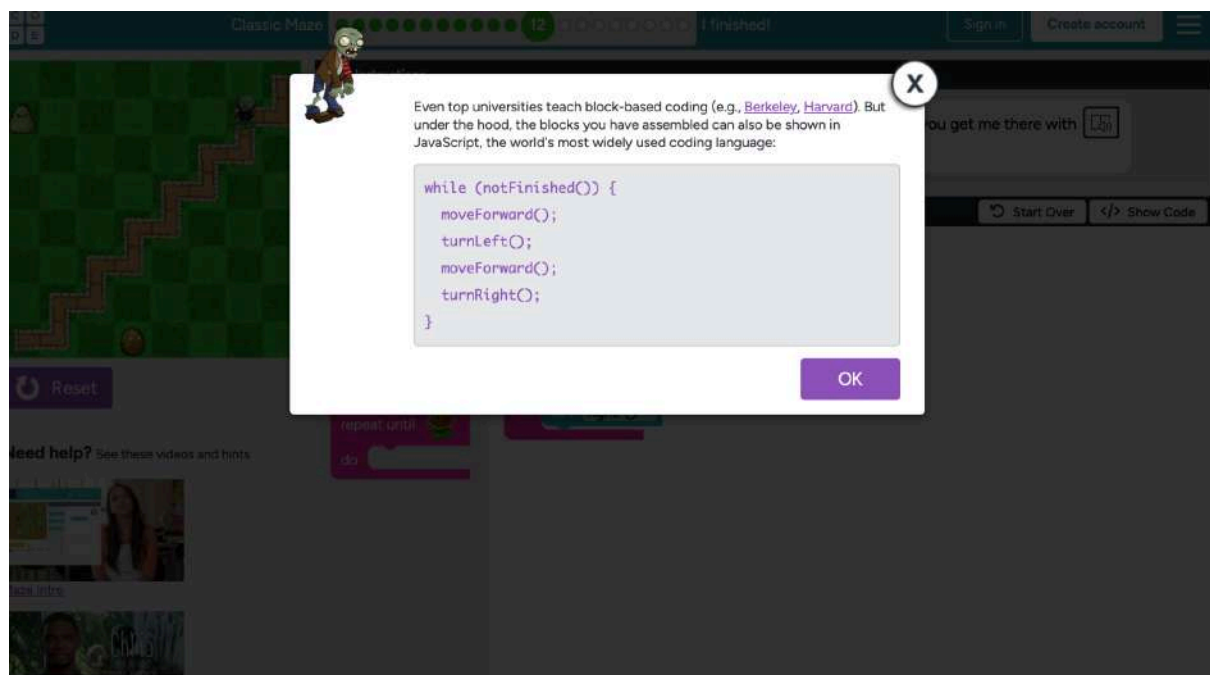 C O
D E
Classic Maze
12
I finished!
Sign in
Create account
Even top universities teach block-based coding (e.g., Berkeley, Harvard). But
under the hood, the blocks you have assembled can also be shown in
JavaScript, the world's most widely used coding language:
X
you get me there with
while (notFinished()) {
moveForward();
turnLeft();
moveForward();
turnRight();
}
Start Over
</> Show Code
OK
Reset
repeat until
do
Need help? See these videos and hints
Maze Intro